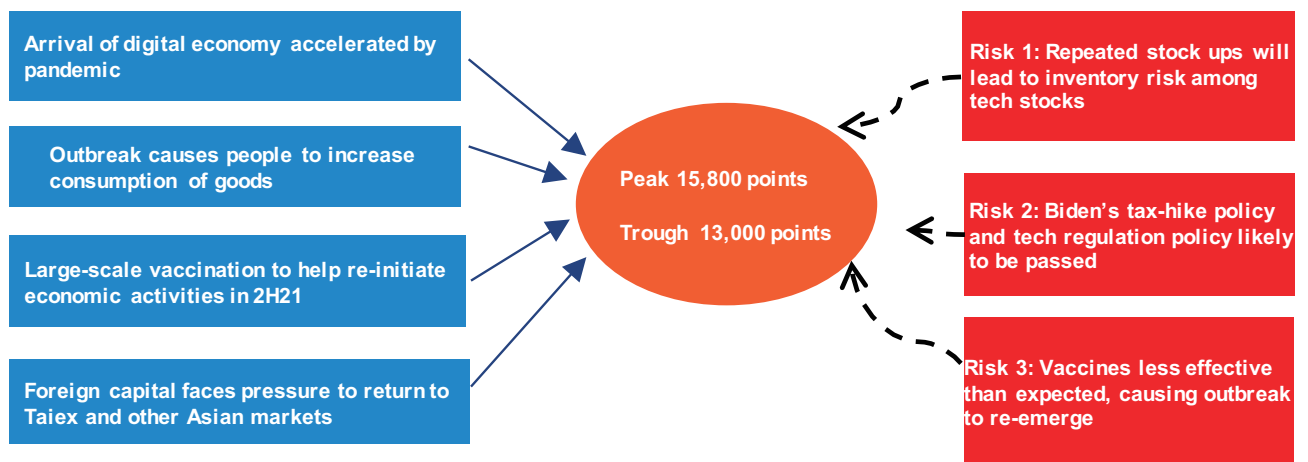 Arrival of digital economy accelerated by
pandemic
Outbreak causes people to increase
consumption of goods
Large-scale vaccination to help re-initiate
economic activities in 2H21
Foreign capital faces pressure to return to
Taiex and other Asian markets
Peak 15,800 points
Trough 13,000 points
Risk 1: Repeated stock ups will
lead to inventory risk among
tech stocks
Risk 2: Biden's tax-hike policy
and tech regulation policy likely
to be passed
Risk 3: Vaccines less effective
than expected, causing outbreak
to re-emerge